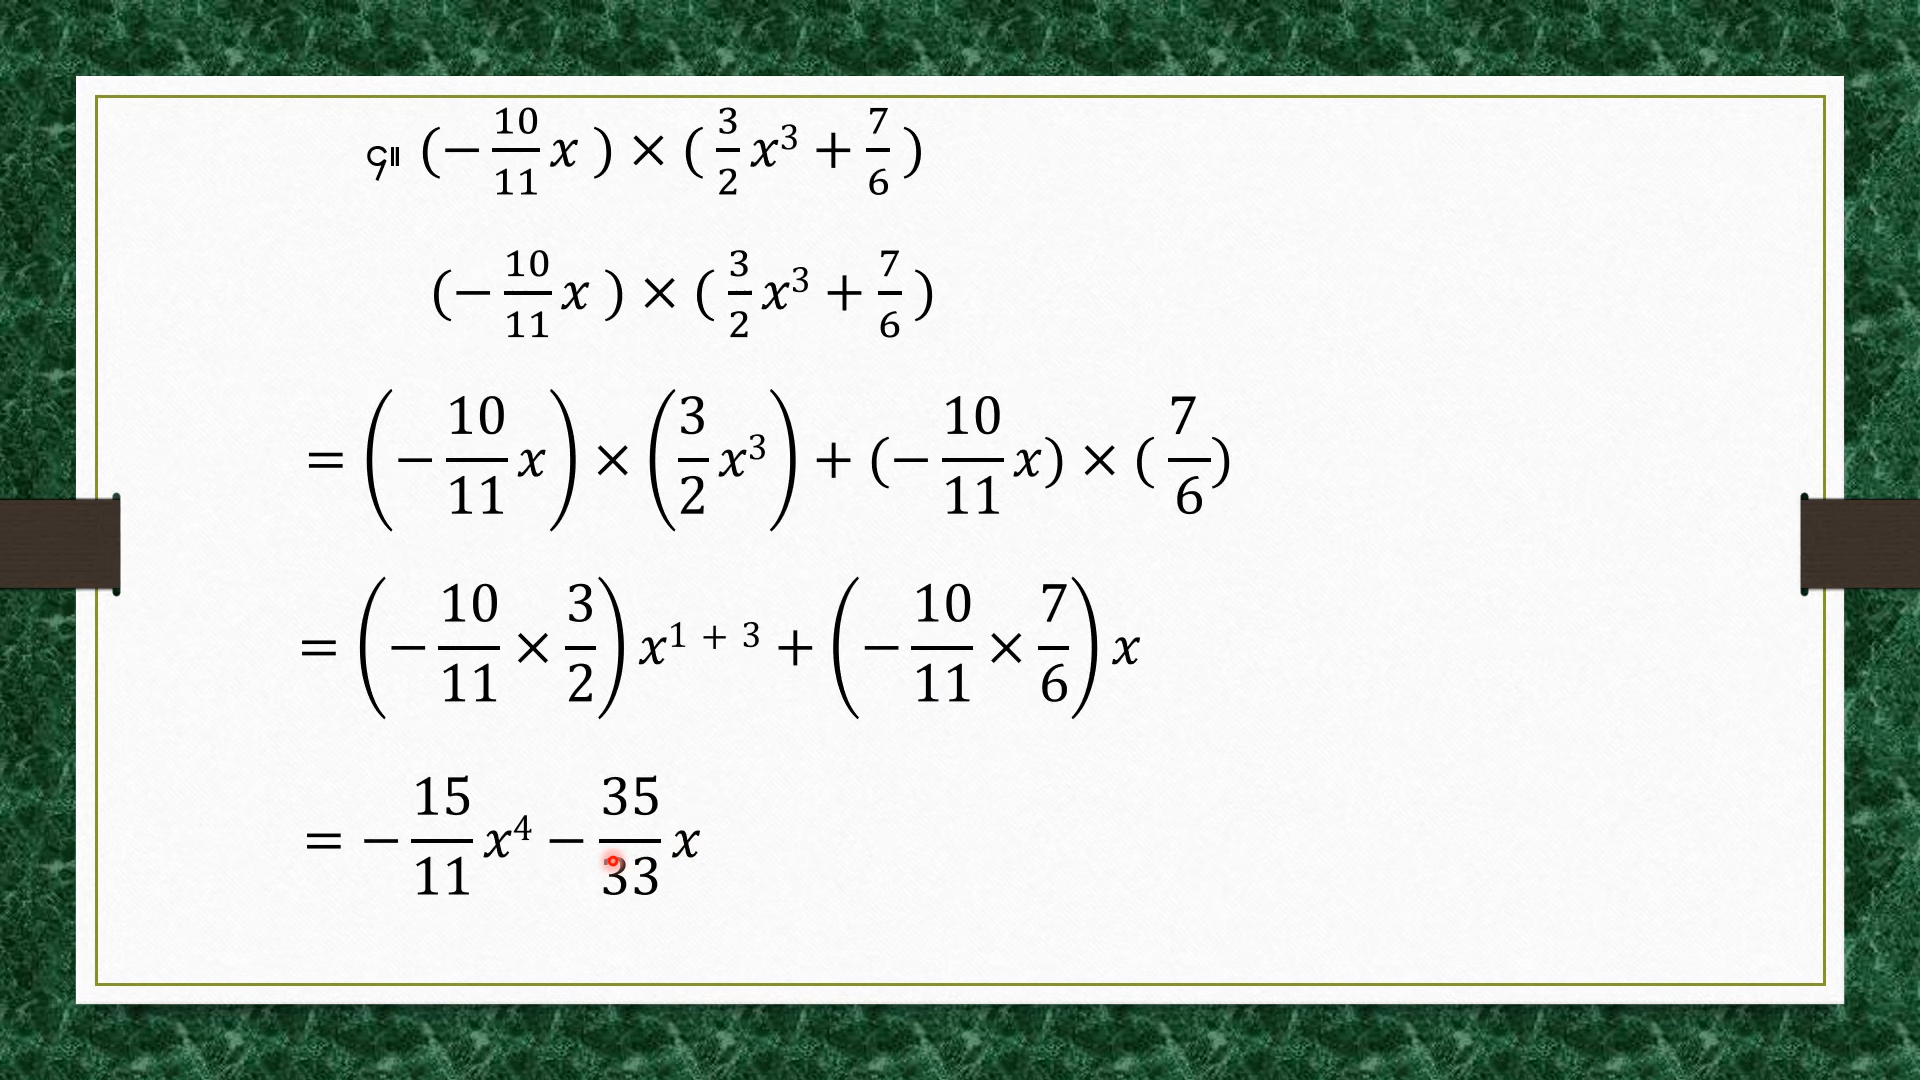 ၄။ (−10/11 x ) × ( 3/2 x³ + 7/6 )
(−10/11 x ) × ( 3/2 x³ + 7/6 )
= (−10/11 x) × (3/2 x³) + (−10/11 x) × ( 7/6)
= (−10/11 × 3/2) x¹ ⁺ ³ + (−10/11 × 7/6) x
= −15/11 x⁴ − 35/33 x